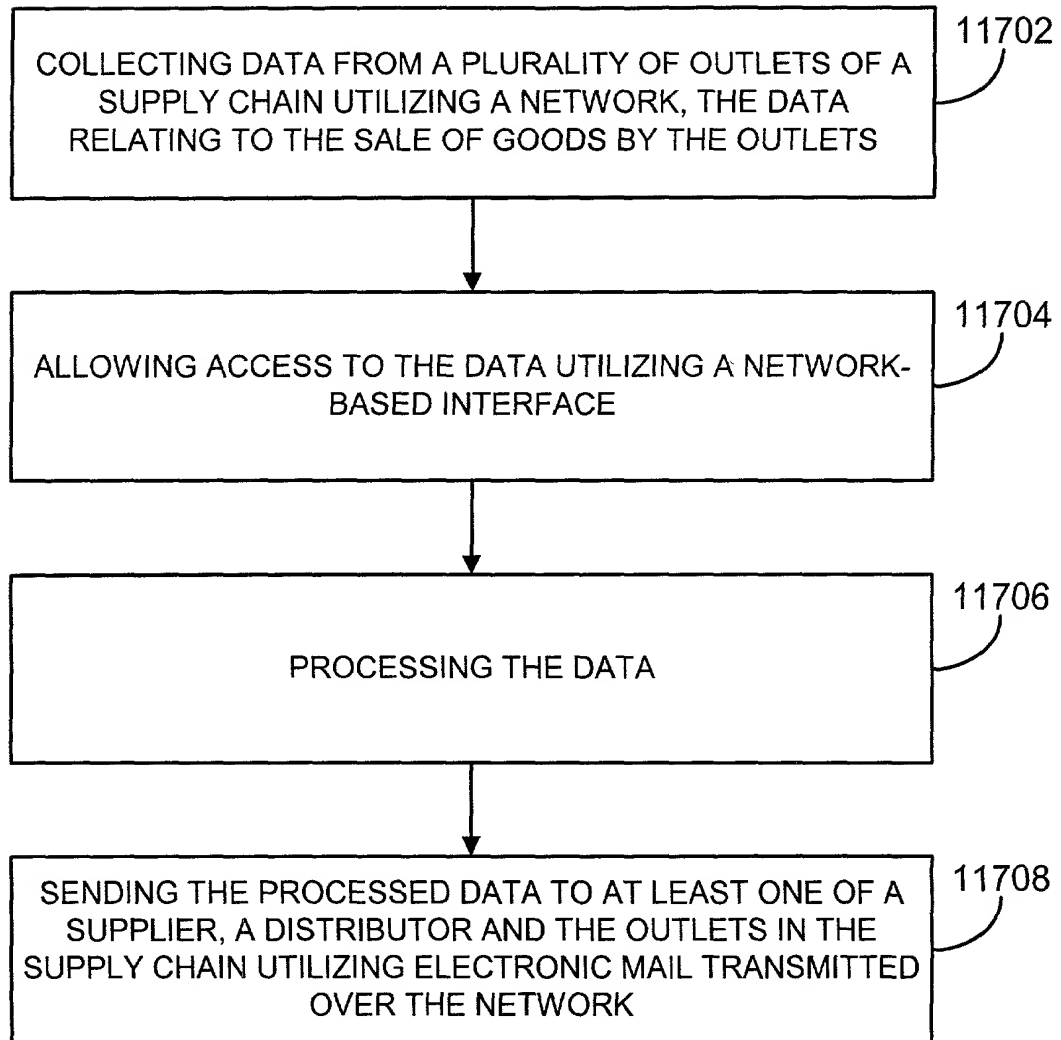 11702
COLLECTING DATA FROM A PLURALITY OF OUTLETS OF A
SUPPLY CHAIN UTILIZING A NETWORK, THE DATA
RELATING TO THE SALE OF GOODS BY THE OUTLETS
11704
ALLOWING ACCESS TO THE DATA UTILIZING A NETWORK-
BASED INTERFACE
11706
PROCESSING THE DATA
11708
SENDING THE PROCESSED DATA TO AT LEAST ONE OF A
SUPPLIER, A DISTRIBUTOR AND THE OUTLETS IN THE
SUPPLY CHAIN UTILIZING ELECTRONIC MAIL TRANSMITTED
OVER THE NETWORK